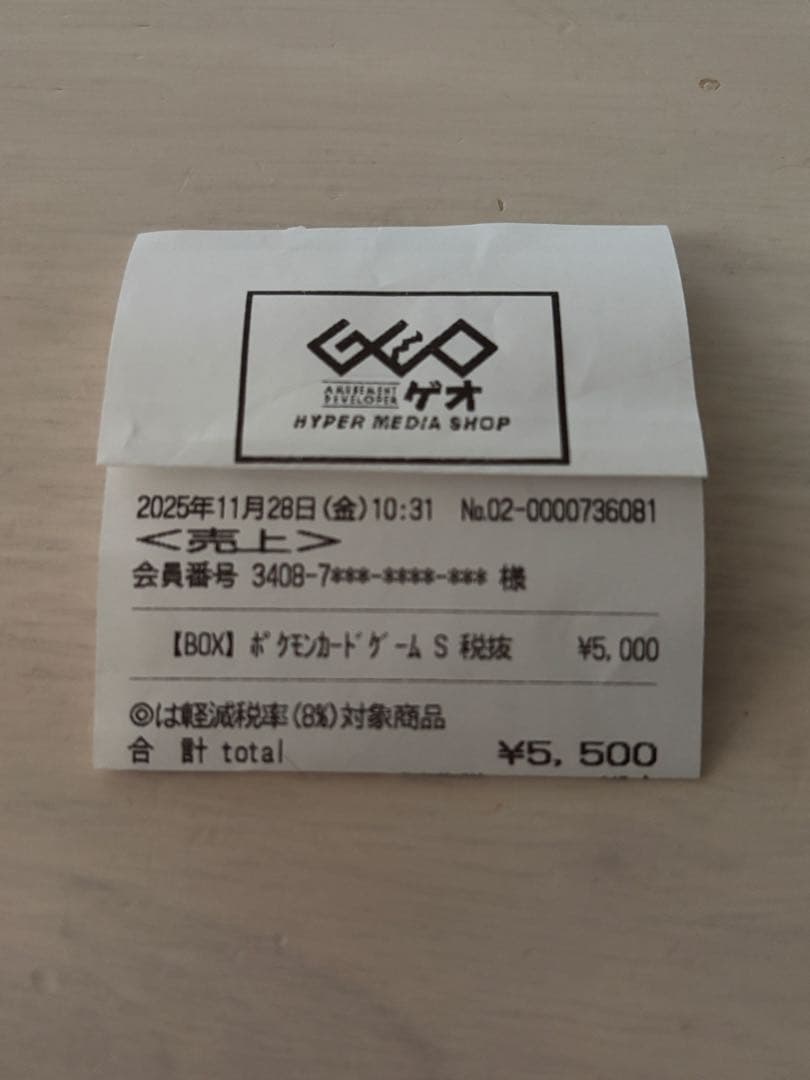 GEO
AMUSEMENT
DEVELOPER
ゲオ
HYPER MEDIA SHOP
2025年11月28日(金)10:31 No.02-0000736081
<売上>
会員番号 3408-7***-****-*** 様
【BOX】ﾎﾟｹﾓﾝｶｰﾄﾞｹﾞｰﾑ S 税抜 ¥5,000
◎は軽減税率(8%)対象商品
合 計 total ¥5,500